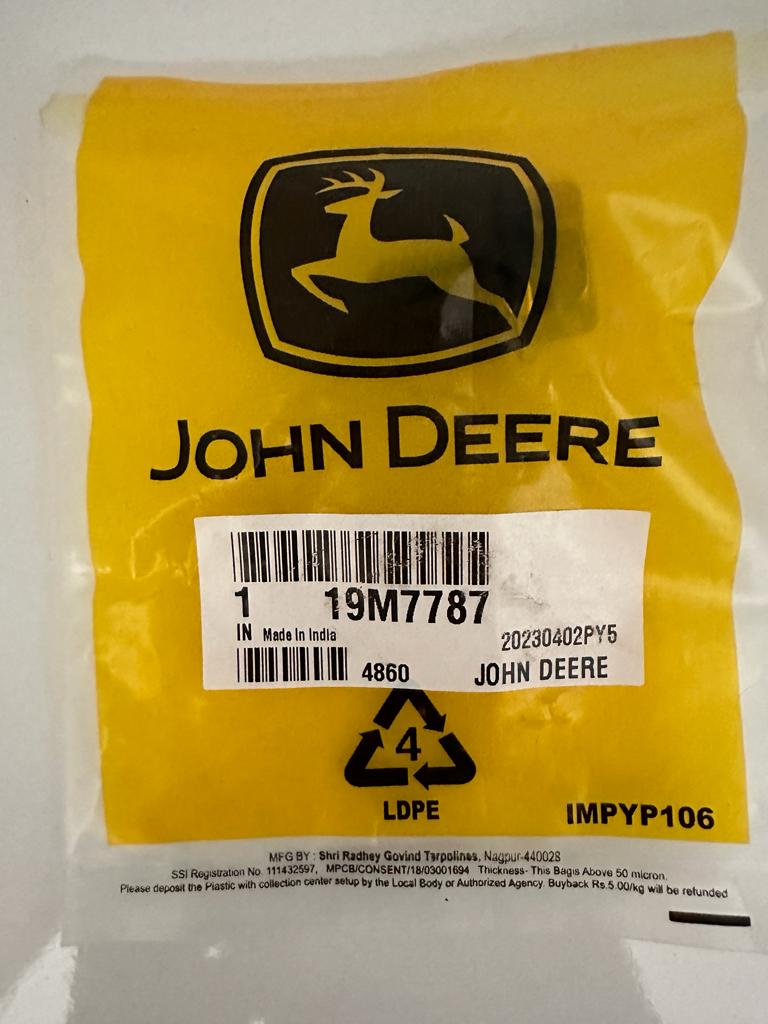 JOHN DEERE
1 19M7787
IN Made In India 20230402PY5
4860 JOHN DEERE
4
LDPE
IMPYP106
MFG BY : Shri Radhey Govind Tarpolines, Nagpur-440028
SSI Registration No. 111432597, MPCB/CONSENT/18/03001694 Thickness- This Bagis Above 50 micron.
Please deposit the Plastic with collection center setup by the Local Body or Authorized Agency. Buyback Rs.5.00/kg will be refunded